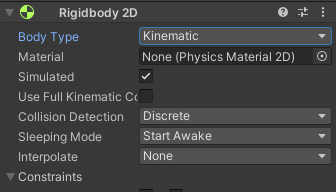 Rigidbody 2D
Body Type Kinematic
Material None (Physics Material 2D)
Simulated
Use Full Kinematic Co
Collision Detection Discrete
Sleeping Mode Start Awake
Interpolate None
Constraints